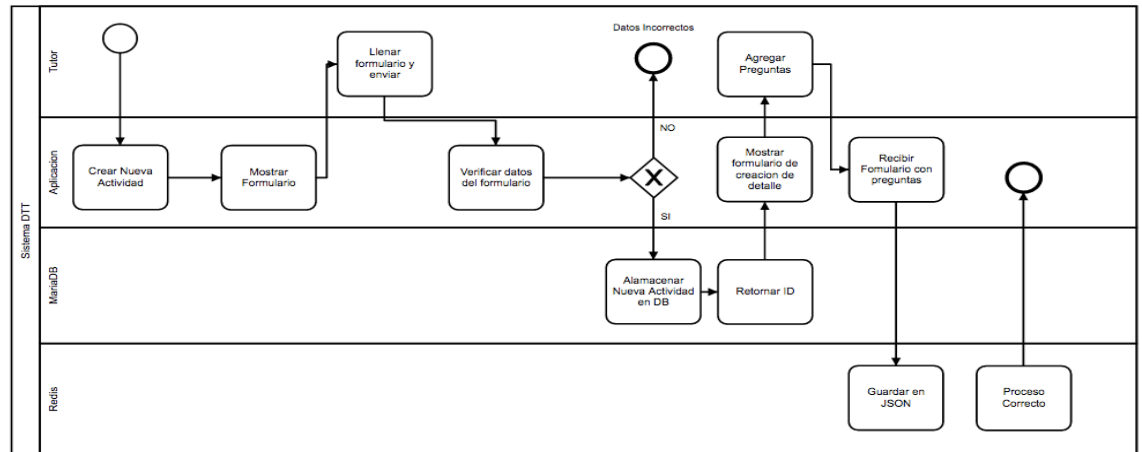 Sistema DTT
Tutor
Llenar
formulario y
enviar
Datos Incorrectos
Agregar
Preguntas
NO
Aplicacion
Crear Nueva
Actividad
Mostrar
Formulario
Verificar datos
del formulario
X
Mostrar
formulario de
creacion de
detalle
Recibir
Fomulario con
preguntas
SI
MariaDB
Alamacenar
Nueva Actividad
en DB
Retornar ID
Redis
Guardar en
JSON
Proceso
Correcto